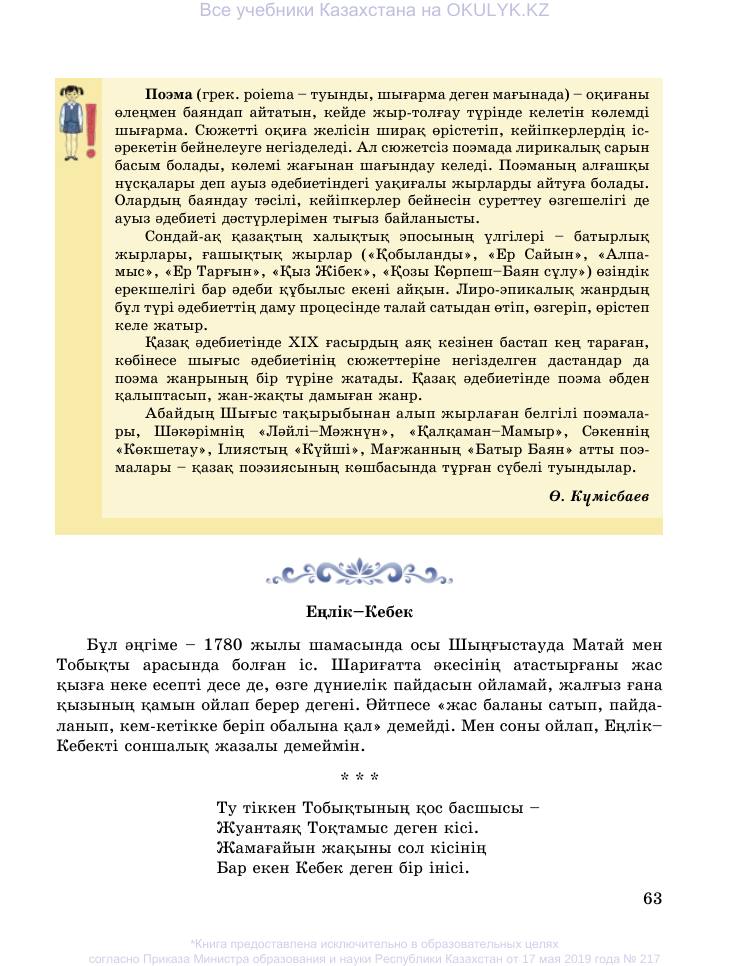 Все учебники Казахстана на OKULYK.KZ
Поэма (грек. poiema – туынды, шығарма деген мағынада) – оқиғаны
өлеңмен баяндап айтатын, кейде жыр-толғау түрінде келетін көлемді
шығарма. Сюжетті оқиға желісін ширақ өрістетіп, кейіпкерлердің іс-
әрекетін бейнелеуге негізделеді. Ал сюжетсіз поэмада лирикалық сарын
басым болады, көлемі жағынан шағындау келеді. Поэманың алғашқы
нұсқалары деп ауыз әдебиетіндегі уақиғалы жырларды айтуға болады.
Олардың баяндау тәсілі, кейіпкерлер бейнесін суреттеу өзгешелігі де
ауыз әдебиеті дәстүрлерімен тығыз байланысты.
Сондай-ақ қазақтың халықтық эпосының үлгілері – батырлық
жырлары, ғашықтық жырлар («Қобыланды», «Ер Сайын», «Алпа-
мыс», «Ер Тарғын», «Қыз Жібек», «Қозы Көрпеш–Баян сұлу») өзіндік
ерекшелігі бар әдеби құбылыс екені айқын. Лиро-эпикалық жанрдың
бұл түрі әдебиеттің даму процесінде талай сатыдан өтіп, өзгеріп, өрістеп
келе жатыр.
Қазақ әдебиетінде XIX ғасырдың аяқ кезінен бастап кең тараған,
көбінесе шығыс әдебиетінің сюжеттеріне негізделген дастандар да
поэма жанрының бір түріне жатады. Қазақ әдебиетінде поэма әбден
қалыптасып, жан-жақты дамыған жанр.
Абайдың Шығыс тақырыбынан алып жырлаған белгілі поэмала-
ры, Шәкәрімнің «Ләйлі–Мәжнүн», «Қалқаман–Мамыр», Сәкеннің
«Көкшетау», Ілиястың «Күйші», Мағжанның «Батыр Баян» атты поэ-
малары – қазақ поэзиясының көшбасында тұрған сүбелі туындылар.
Ө. Күмісбаев
Еңлік–Кебек
Бұл әңгіме – 1780 жылы шамасында осы Шыңғыстауда Матай мен
Тобықты арасында болған іс. Шариғатта әкесінің атастырғаны жас
қызға неке есепті десе де, өзге дүниелік пайдасын ойламай, жалғыз ғана
қызының қамын ойлап берер дегені. Әйтпесе «жас баланы сатып, пайда-
ланып, кем-кетікке беріп обалына қал» демейді. Мен соны ойлап, Еңлік–
Кебекті соншалық жазалы демеймін.
* * *
Ту тіккен Тобықтының қос басшысы –
Жуантаяқ Тоқтамыс деген кісі.
Жамағайын жақыны сол кісінің
Бар екен Кебек деген бір інісі.
63
*Книга предоставлена исключительно в образовательных целях
согласно Приказа Министра образования и науки Республики Казахстан от 17 мая 2019 года № 217